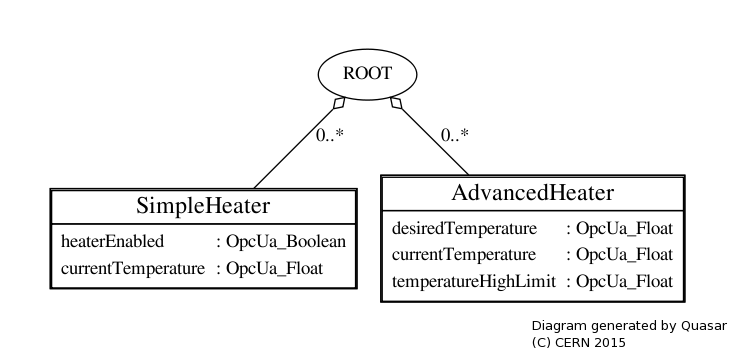 ROOT
0..*
0..*
SimpleHeater
heaterEnabled : OpcUa_Boolean
currentTemperature : OpcUa_Float
AdvancedHeater
desiredTemperature : OpcUa_Float
currentTemperature : OpcUa_Float
temperatureHighLimit : OpcUa_Float
Diagram generated by Quasar
(C) CERN 2015